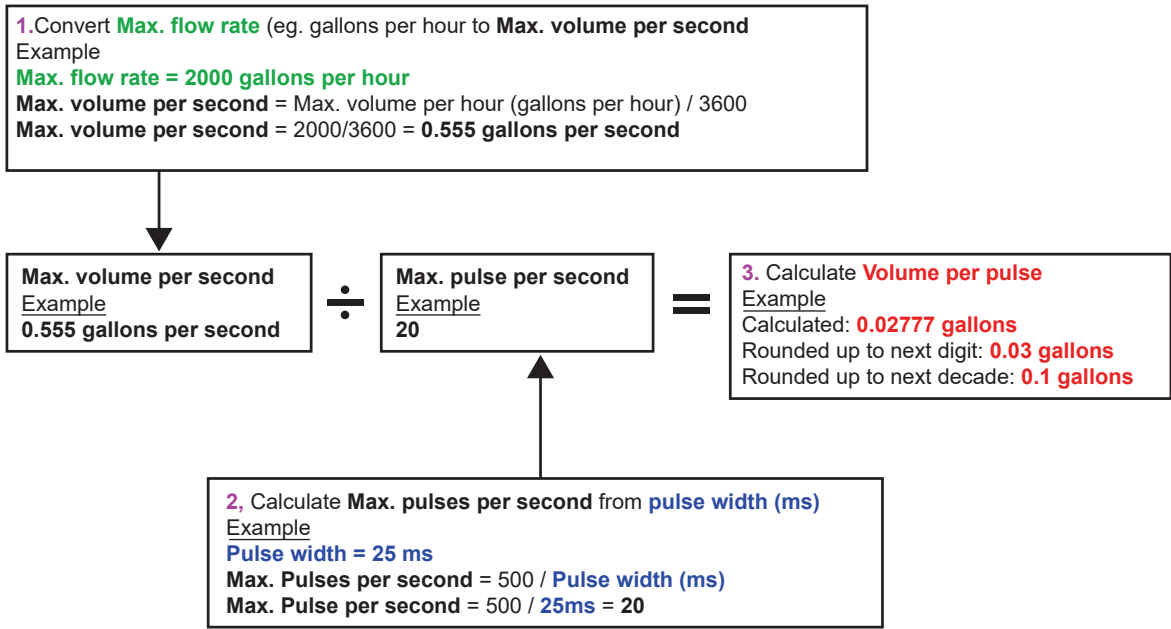 1.Convert Max. flow rate (eg. gallons per hour to Max. volume per second
Example
Max. flow rate = 2000 gallons per hour
Max. volume per second = Max. volume per hour (gallons per hour) / 3600
Max. volume per second = 2000/3600 = 0.555 gallons per second
Max. volume per second
Example
0.555 gallons per second
÷
Max. pulse per second
Example
20
=
3. Calculate Volume per pulse
Example
Calculated: 0.02777 gallons
Rounded up to next digit: 0.03 gallons
Rounded up to next decade: 0.1 gallons
2, Calculate Max. pulses per second from pulse width (ms)
Example
Pulse width = 25 ms
Max. Pulses per second = 500 / Pulse width (ms)
Max. Pulse per second = 500 / 25ms = 20